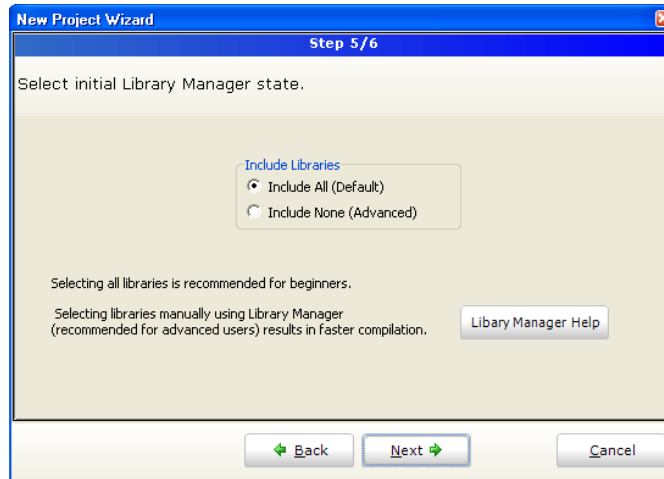 New Project Wizard
Step 5/6
Select initial Library Manager state.
Include Libraries
Include All (Default)
Include None (Advanced)
Selecting all libraries is recommended for beginners.
Selecting libraries manually using Library Manager
(recommended for advanced users) results in faster compilation.
Libary Manager Help
Back
Next
Cancel